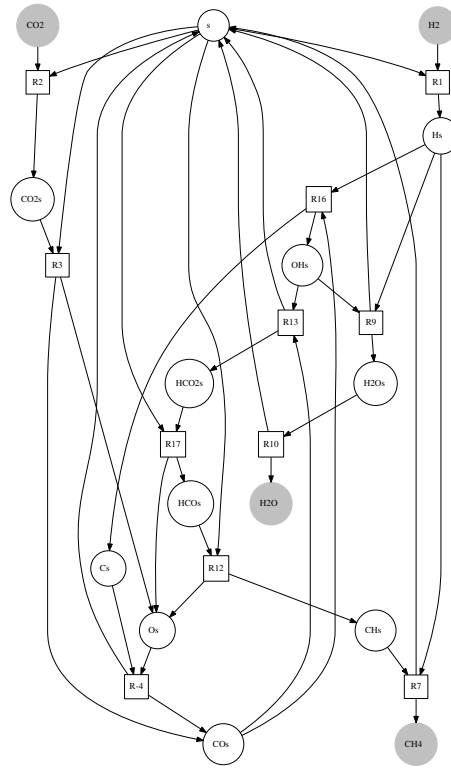 CO2
s
H2
R2
R1
Hs
CO2s
R16
R3
OHs
R13
R9
HCO2s
H2Os
R17
R10
HCOs
H2O
Cs
R12
Os
CHs
R-4
R7
COs
CH4